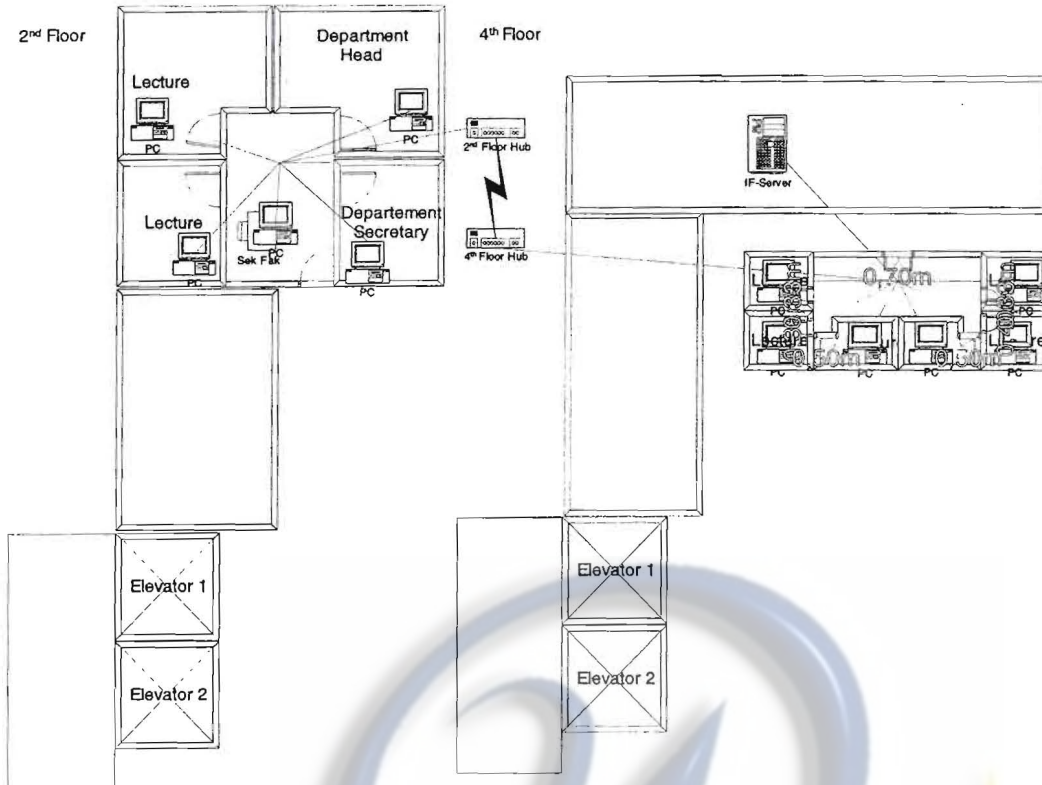 2nd Floor
Department
Head
4th Floor
Lecture
PC
PC
2nd Floor Hub
IF-Server
Lecture
Departement
Secretary
PC
Sek Fak
PC
PC
4th Floor Hub
0,70m
PC
PC
PC
PC
PC
PC
Elevator 1
Elevator 2
Elevator 1
Elevator 2